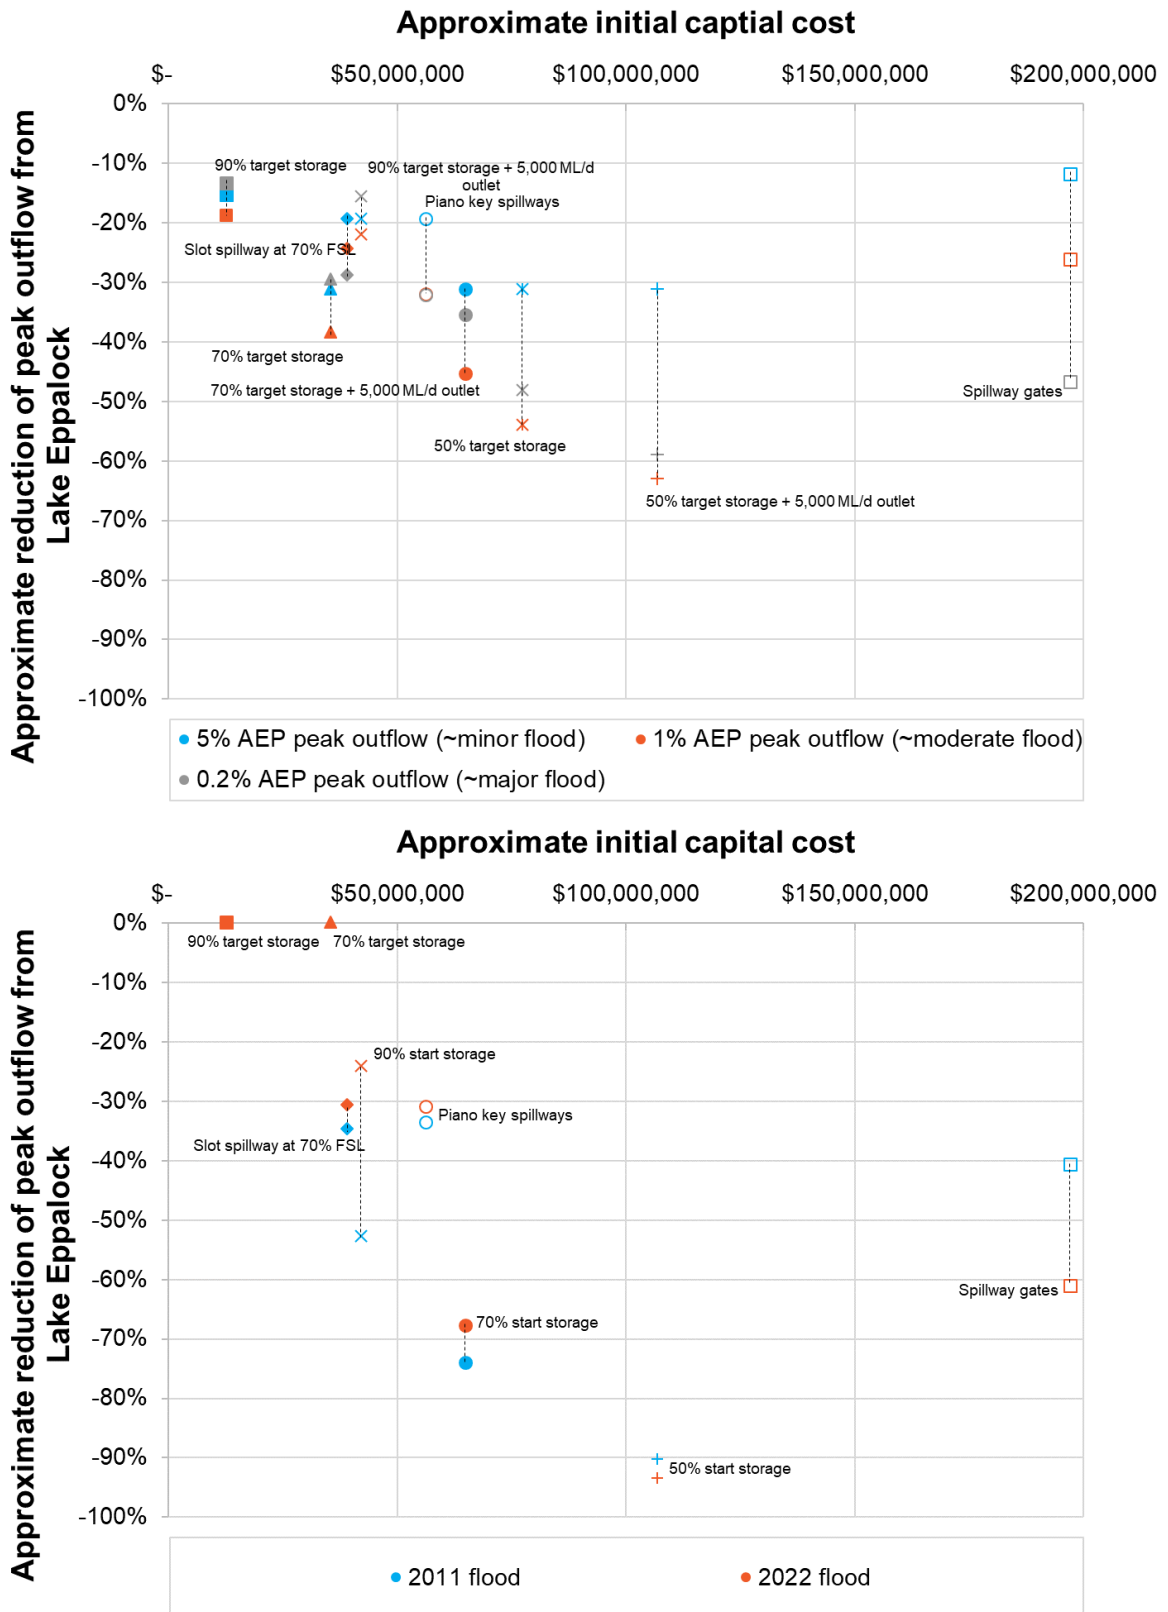 Approximate initial captial cost
$-
$50,000,000
$100,000,000
$150,000,000
$200,000,000
Approximate reduction of peak outflow from
Lake Eppalock
0%
-10%
-20%
-30%
-40%
-50%
-60%
-70%
-80%
-90%
-100%
90% target storage
90% target storage + 5,000 ML/d
outlet
Piano key spillways
Slot spillway at 70% FSL
70% target storage
70% target storage + 5,000 ML/d outlet
50% target storage
Spillway gates
50% target storage + 5,000 ML/d outlet
5% AEP peak outflow (~minor flood)
1% AEP peak outflow (~moderate flood)
0.2% AEP peak outflow (~major flood)
Approximate initial capital cost
$-
$50,000,000
$100,000,000
$150,000,000
$200,000,000
Approximate reduction of peak outflow from
Lake Eppalock
0%
-10%
-20%
-30%
-40%
-50%
-60%
-70%
-80%
-90%
-100%
90% target storage
70% target storage
90% start storage
Piano key spillways
Slot spillway at 70% FSL
Spillway gates
70% start storage
50% start storage
2011 flood
2022 flood